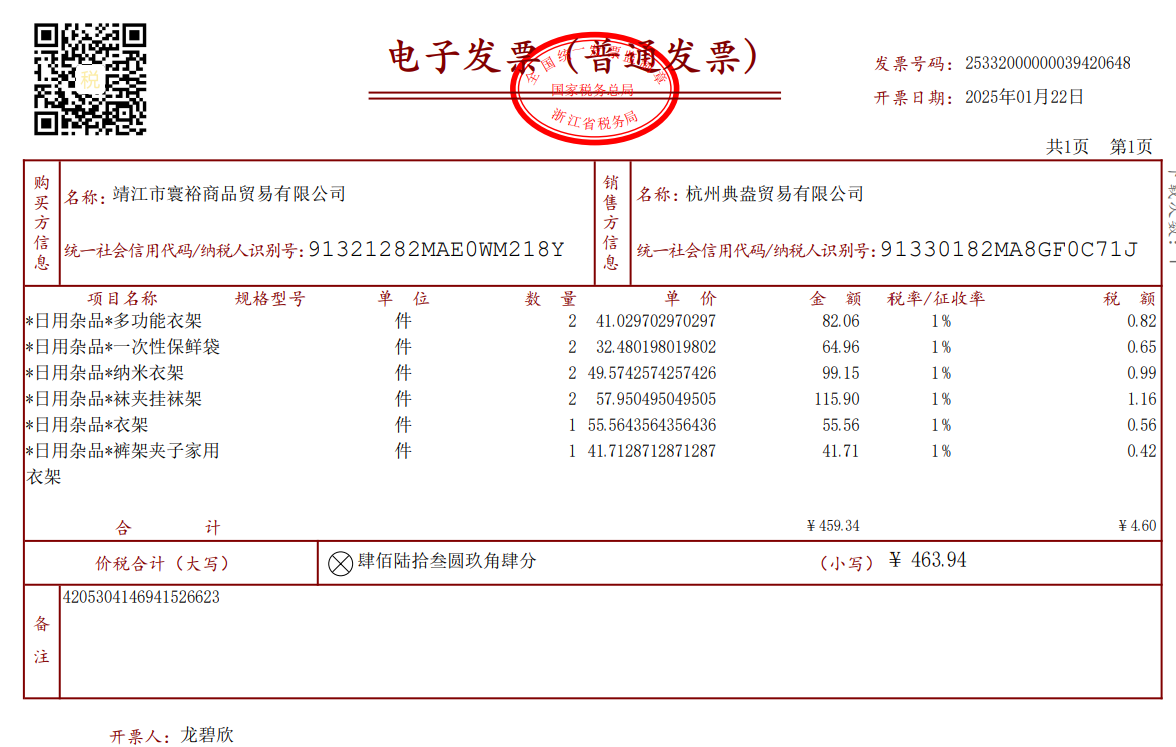 税
电子发票（普通发票）
全国统一发票监制章
国家税务总局
浙江省税务局
发票号码：25332000000039420648
开票日期：2025年01月22日
共1页 第1页
购买方信息
名称：靖江市寰裕商品贸易有限公司
统一社会信用代码/纳税人识别号：91321282MAE0WM218Y
销售方信息
名称：杭州典盎贸易有限公司
统一社会信用代码/纳税人识别号：91330182MA8GF0C71J
项目名称 规格型号 单 位 数 量 单 价 金 额 税率/征收率 税 额
*日用杂品*多功能衣架 件 2 41.029702970297 82.06 1% 0.82
*日用杂品*一次性保鲜袋 件 2 32.480198019802 64.96 1% 0.65
*日用杂品*纳米衣架 件 2 49.5742574257426 99.15 1% 0.99
*日用杂品*袜夹挂袜架 件 2 57.950495049505 115.90 1% 1.16
*日用杂品*衣架 件 1 55.5643564356436 55.56 1% 0.56
*日用杂品*裤架夹子家用 件 1 41.7128712871287 41.71 1% 0.42
衣架
合 计 ¥459.34 ¥4.60
价税合计（大写） 肆佰陆拾叁圆玖角肆分 （小写）¥ 463.94
备注
4205304146941526623
开票人：龙碧欣